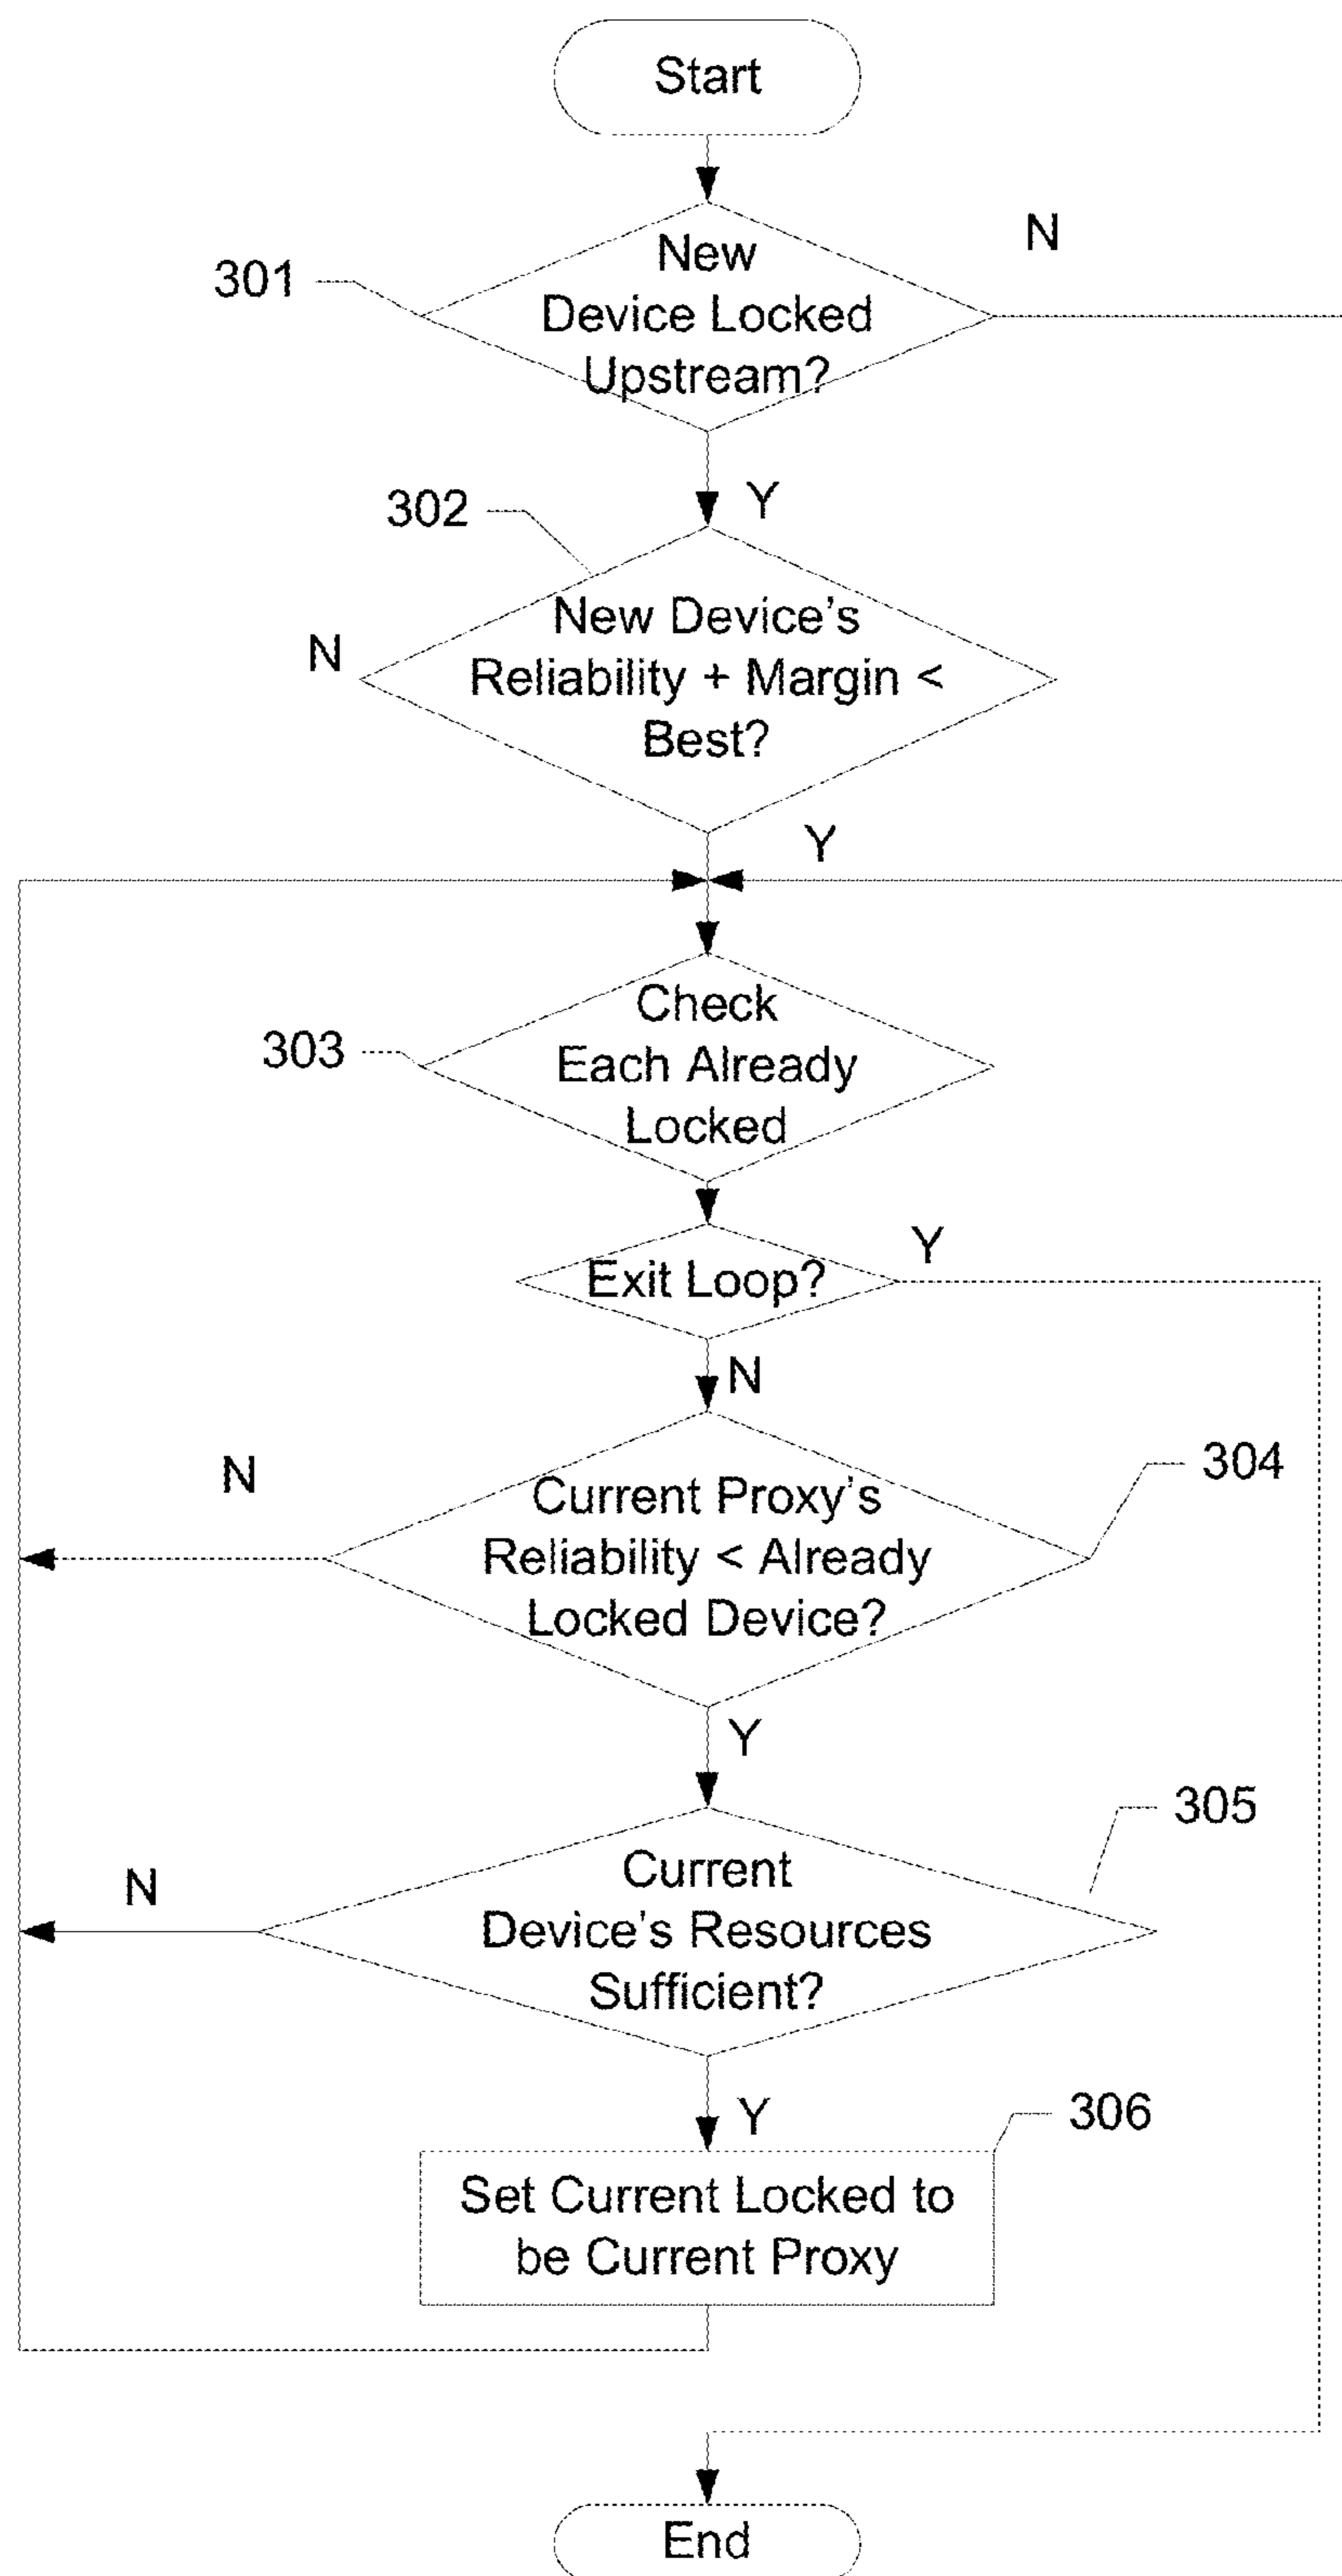 Start
New
Device Locked
Upstream?
N
301
Y
302
New Device's
Reliability + Margin <
Best?
N
Y
Check
Each Already
Locked
303
Exit Loop?
Y
N
Current Proxy's
Reliability < Already
Locked Device?
N
304
Y
Current
Device's Resources
Sufficient?
305
N
Y
306
Set Current Locked to
be Current Proxy
End